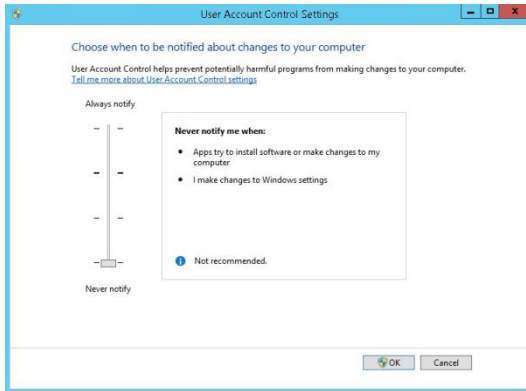 User Account Control Settings
Choose when to be notified about changes to your computer
User Account Control helps prevent potentially harmful programs from making changes to your computer.
Tell me more about User Account Control settings
Always notify
Never notify me when:
• Apps try to install software or make changes to my
computer
• I make changes to Windows settings
Not recommended.
Never notify
OK Cancel